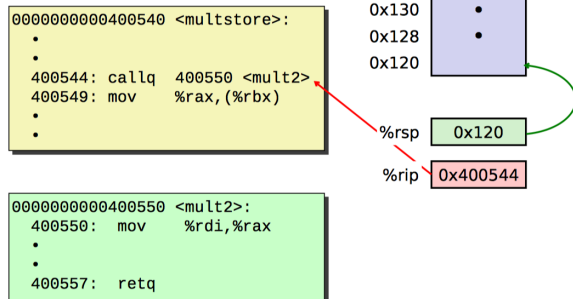 0000000000400540 <multstore>:
•
•
400544: callq 400550 <mult2>
400549: mov %rax,(%rbx)
•
•
0x130 •
0x128 •
0x120
%rsp 0x120
%rip 0x400544
0000000000400550 <mult2>:
400550: mov %rdi,%rax
•
•
400557: retq